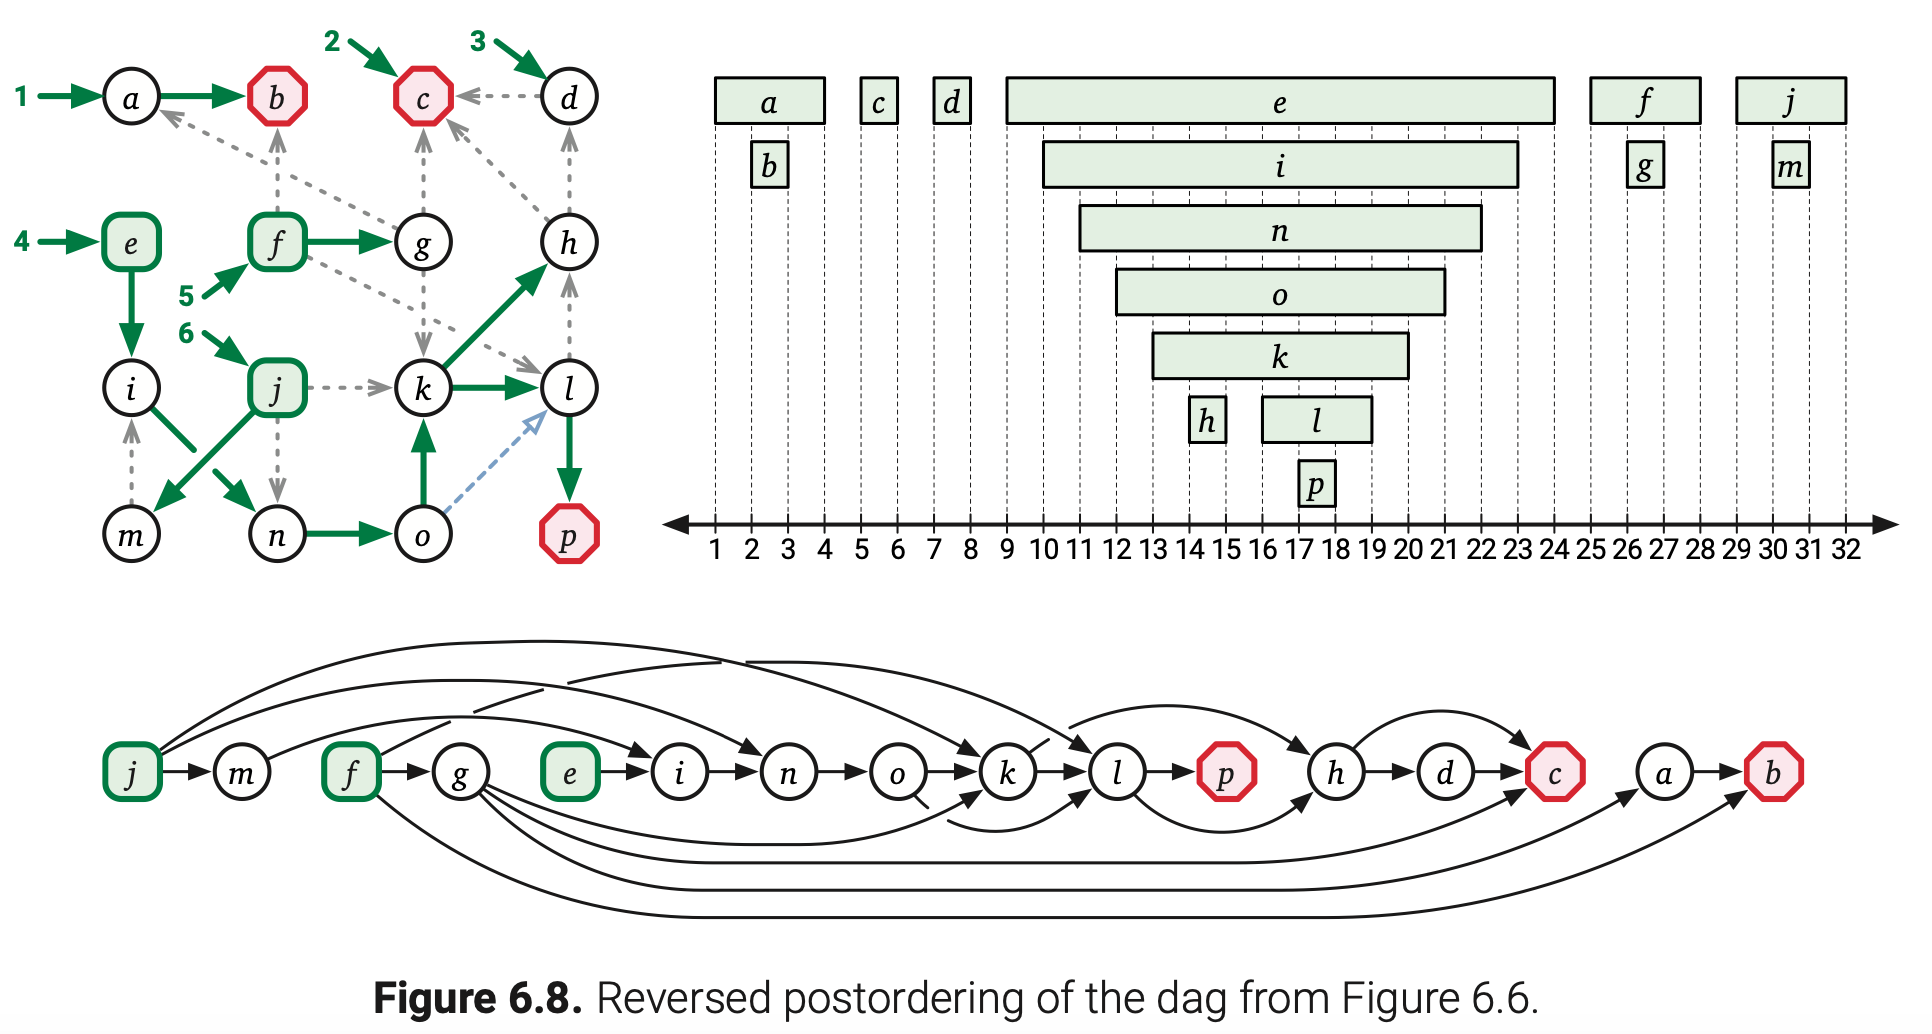 2 3
1 a b c d
4 e f g h
5
6
i j k l
m n o p
a c d e f j
b i g m
n
o
k
h l
p
1 2 3 4 5 6 7 8 9 10 11 12 13 14 15 16 17 18 19 20 21 22 23 24 25 26 27 28 29 30 31 32
j m f g e i n o k l p h d c a b
Figure 6.8. Reversed postordering of the dag from Figure 6.6.